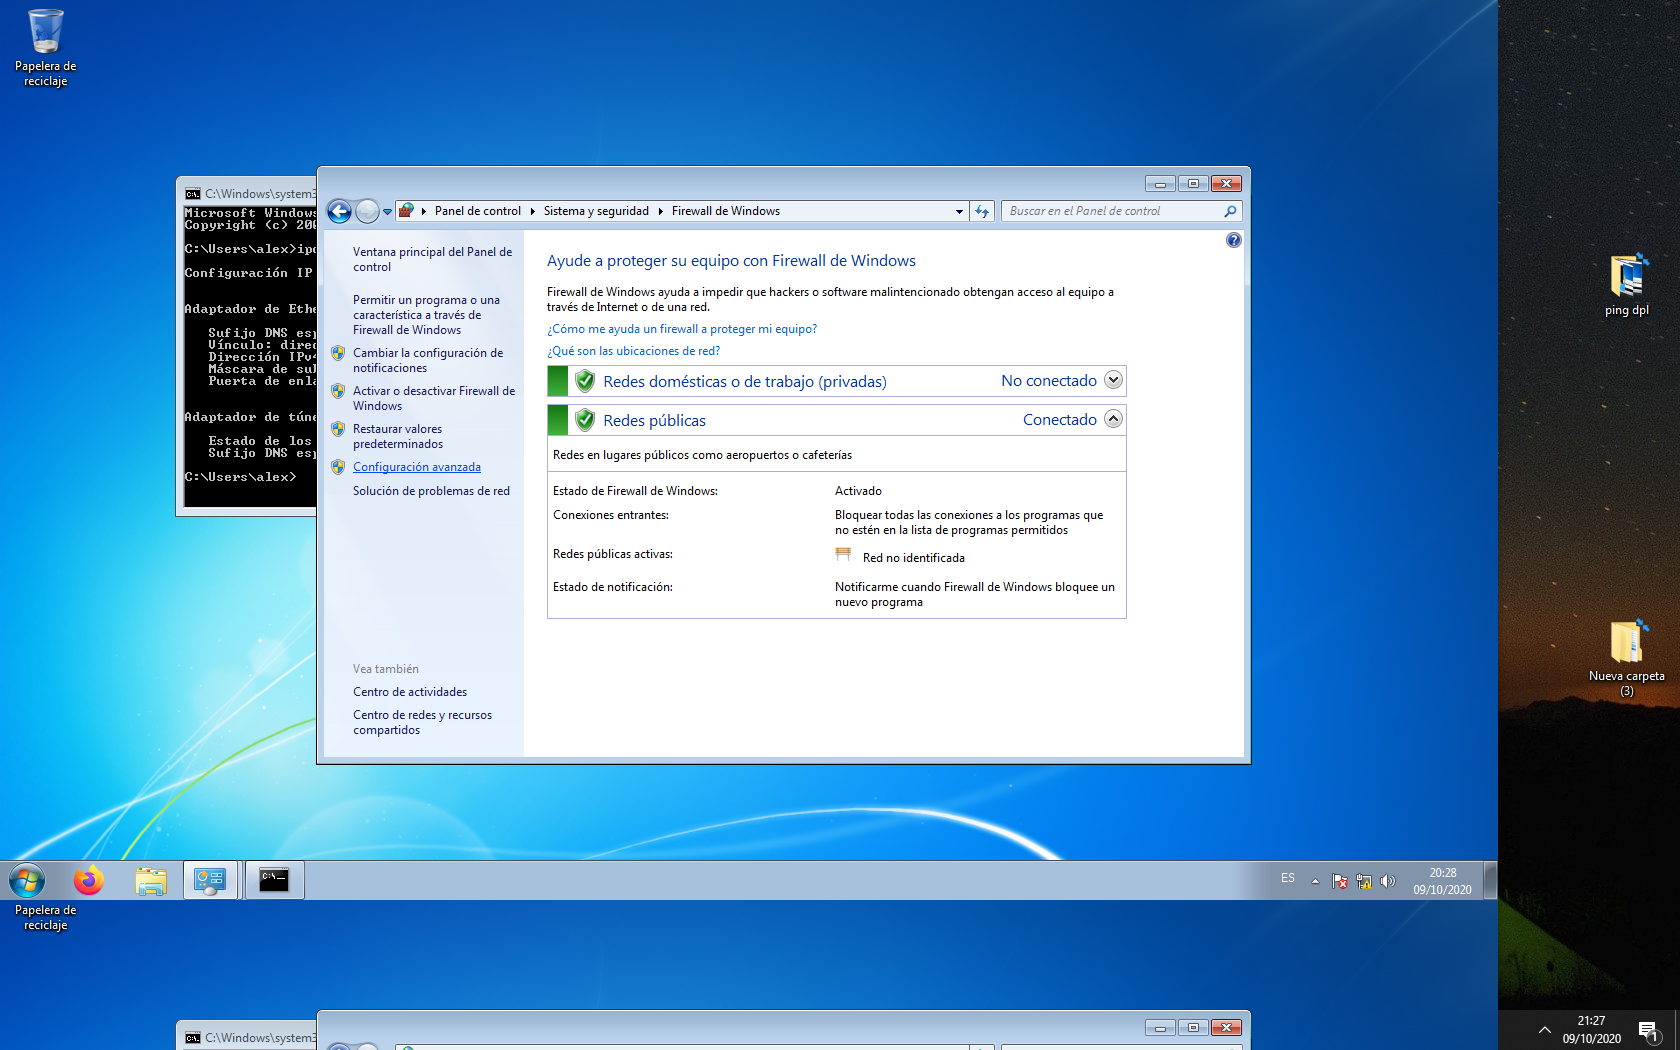 Papelera de
reciclaje
C:\Windows\system3
Microsoft Windows
Copyright (c) 200
C:\Users\alex>ipc
Configuración IP
Adaptador de Ethe
Sufijo DNS esp
Vínculo: direc
Dirección IPv4
Máscara de sub
Puerta de enla
Adaptador de túne
Estado de los
Sufijo DNS esp
C:\Users\alex>
Panel de control
Sistema y seguridad
Firewall de Windows
Buscar en el Panel de control
Ventana principal del Panel de
control
Permitir un programa o una
característica a través de
Firewall de Windows
Cambiar la configuración de
notificaciones
Activar o desactivar Firewall de
Windows
Restaurar valores
predeterminados
Configuración avanzada
Solución de problemas de red
Vea también
Centro de actividades
Centro de redes y recursos
compartidos
Ayude a proteger su equipo con Firewall de Windows
Firewall de Windows ayuda a impedir que hackers o software malintencionado obtengan acceso al equipo a
través de Internet o de una red.
¿Cómo me ayuda un firewall a proteger mi equipo?
¿Qué son las ubicaciones de red?
Redes domésticas o de trabajo (privadas) No conectado
Redes públicas Conectado
Redes en lugares públicos como aeropuertos o cafeterías
Estado de Firewall de Windows: Activado
Conexiones entrantes: Bloquear todas las conexiones a los programas que
no estén en la lista de programas permitidos
Redes públicas activas: Red no identificada
Estado de notificación: Notificarme cuando Firewall de Windows bloquee un
nuevo programa
ping dpl
Nueva carpeta
(3)
C:\_
ES
20:28
09/10/2020
Papelera de
reciclaje
C:\Windows\system3
21:27
09/10/2020
1